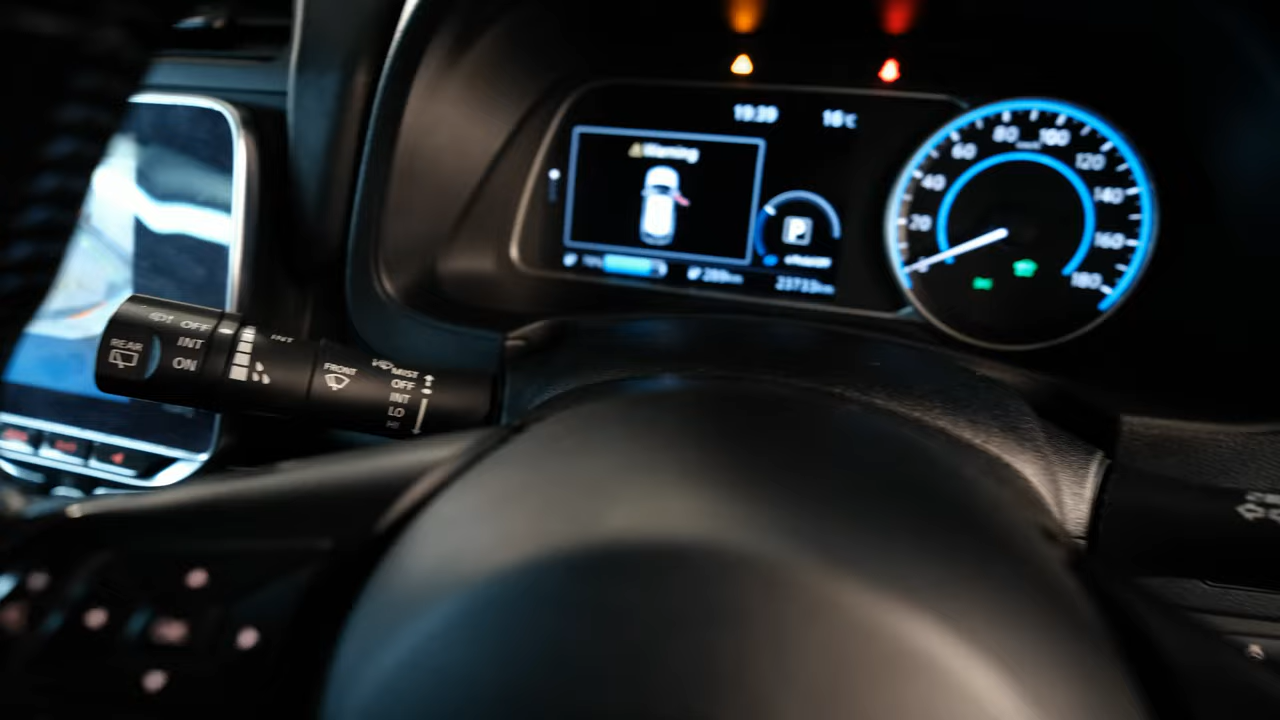 19:39 16°C
Warning
P
80 100
60 120
40 140
20 160
180
OFF INT
REAR INT
ON
FRONT MIST
OFF
INT
LO
HI